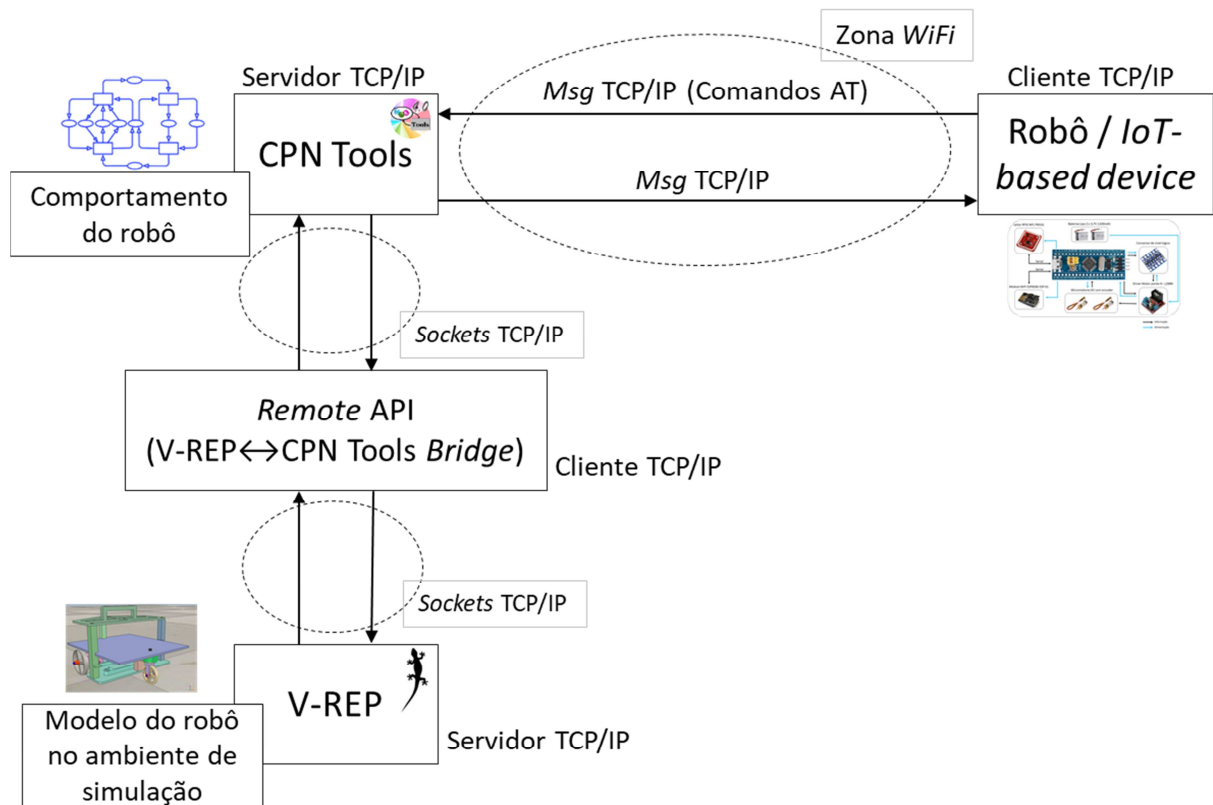 Zona WiFi
Servidor TCP/IP
Msg TCP/IP (Comandos AT)
Cliente TCP/IP
CPN Tools
Robô / IoT-
based device
Msg TCP/IP
Comportamento
do robô
Sockets TCP/IP
Remote API
(V-REP↔CPN Tools Bridge)
Cliente TCP/IP
Sockets TCP/IP
V-REP
Servidor TCP/IP
Modelo do robô
no ambiente de
simulação